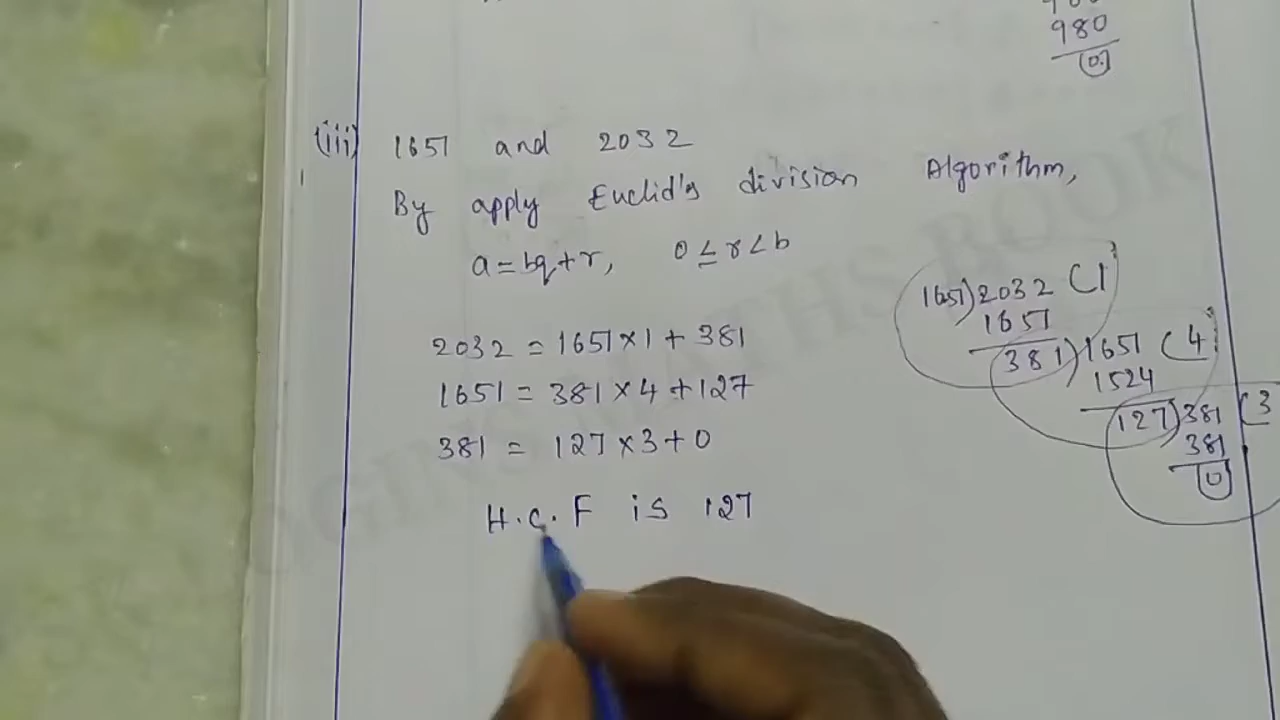 980
0
(iii) 1651 and 2032
By apply Euclid's division Algorithm,
a = bq + r, 0 ≤ r < b
2032 = 1651 × 1 + 381
1651 = 381 × 4 + 127
381 = 127 × 3 + 0
H.C.F is 127
1651) 2032 (1
1651
381) 1651 (4
1524
127) 381 (3
381
0